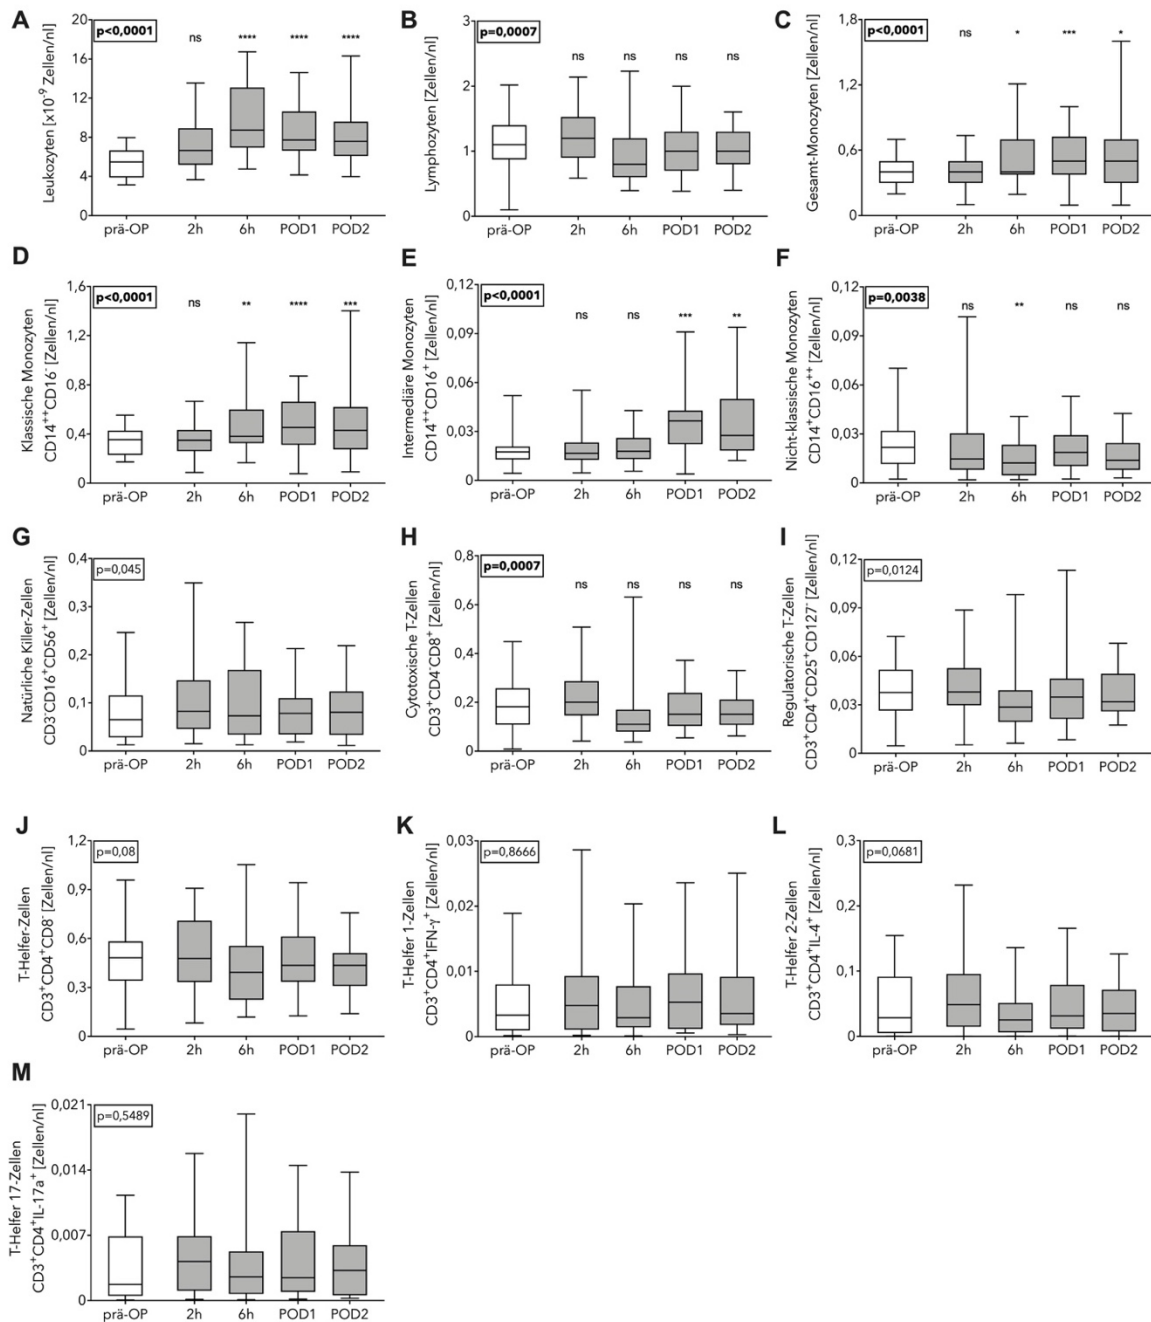 A
Leukozyten [x10⁻⁹ Zellen/nl]
p<0,0001
ns **** **** ****
20
16
12
8
4
0
prä-OP 2h 6h POD1 POD2
B
Lymphozyten [Zellen/nl]
p=0,0007
ns ns ns ns
3
2
1
0
prä-OP 2h 6h POD1 POD2
C
Gesamt-Monozyten [Zellen/nl]
p<0,0001
ns * *** *
1,8
1,2
0,6
0
prä-OP 2h 6h POD1 POD2
D
Klassische Monozyten
CD14⁺⁺CD16⁻ [Zellen/nl]
p<0,0001
ns ** **** ***
1,6
1,2
0,8
0,4
0
prä-OP 2h 6h POD1 POD2
E
Intermediäre Monozyten
CD14⁺⁺CD16⁺ [Zellen/nl]
p<0,0001
ns ns *** **
0,12
0,09
0,06
0,03
0
prä-OP 2h 6h POD1 POD2
F
Nicht-klassische Monozyten
CD14⁺CD16⁺⁺ [Zellen/nl]
p=0,0038
ns ** ns ns
0,12
0,09
0,06
0,03
0
prä-OP 2h 6h POD1 POD2
G
Natürliche Killer-Zellen
CD3⁻CD16⁺CD56⁺ [Zellen/nl]
p=0,045
0,4
0,3
0,2
0,1
0
prä-OP 2h 6h POD1 POD2
H
Cytotoxische T-Zellen
CD3⁺CD4⁻CD8⁺ [Zellen/nl]
p=0,0007
ns ns ns ns
0,8
0,6
0,4
0,2
0
prä-OP 2h 6h POD1 POD2
I
Regulatorische T-Zellen
CD3⁺CD4⁺CD25⁺CD127⁻ [Zellen/nl]
p=0,0124
0,12
0,09
0,06
0,03
0
prä-OP 2h 6h POD1 POD2
J
T-Helfer-Zellen
CD3⁺CD4⁺CD8⁻ [Zellen/nl]
p=0,08
1,2
0,9
0,6
0,3
0
prä-OP 2h 6h POD1 POD2
K
T-Helfer 1-Zellen
CD3⁺CD4⁺IFN-γ⁺ [Zellen/nl]
p=0,8666
0,03
0,02
0,01
0
prä-OP 2h 6h POD1 POD2
L
T-Helfer 2-Zellen
CD3⁺CD4⁺IL-4⁺ [Zellen/nl]
p=0,0681
0,3
0,2
0,1
0
prä-OP 2h 6h POD1 POD2
M
T-Helfer 17-Zellen
CD3⁺CD4⁺IL-17a⁺ [Zellen/nl]
p=0,5489
0,021
0,014
0,007
0
prä-OP 2h 6h POD1 POD2